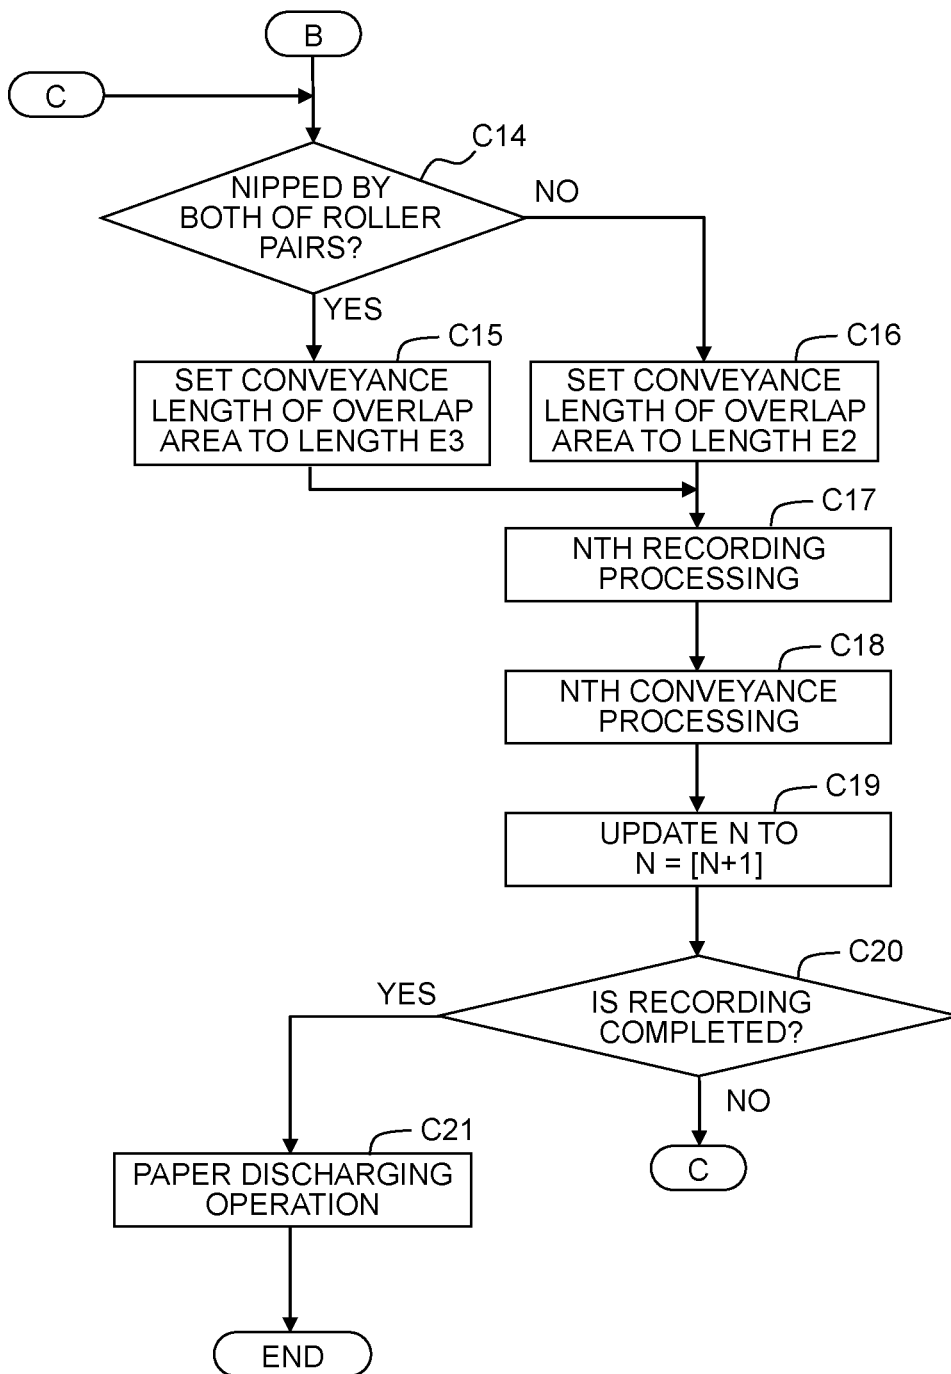 B
C
C14
NIPPED BY
BOTH OF ROLLER
PAIRS?
NO
YES
C15
C16
SET CONVEYANCE
LENGTH OF OVERLAP
AREA TO LENGTH E3
SET CONVEYANCE
LENGTH OF OVERLAP
AREA TO LENGTH E2
C17
NTH RECORDING
PROCESSING
C18
NTH CONVEYANCE
PROCESSING
C19
UPDATE N TO
N = [N+1]
C20
YES
IS RECORDING
COMPLETED?
NO
C21
C
PAPER DISCHARGING
OPERATION
END